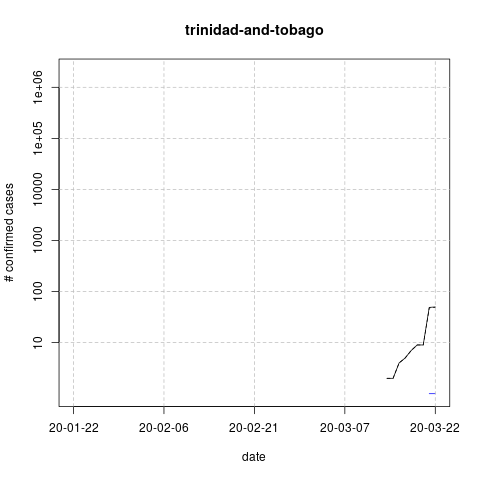 trinidad-and-tobago
1e+06
1e+05
10000
1000
100
10
# confirmed cases
20-01-22 20-02-06 20-02-21 20-03-07 20-03-22
date